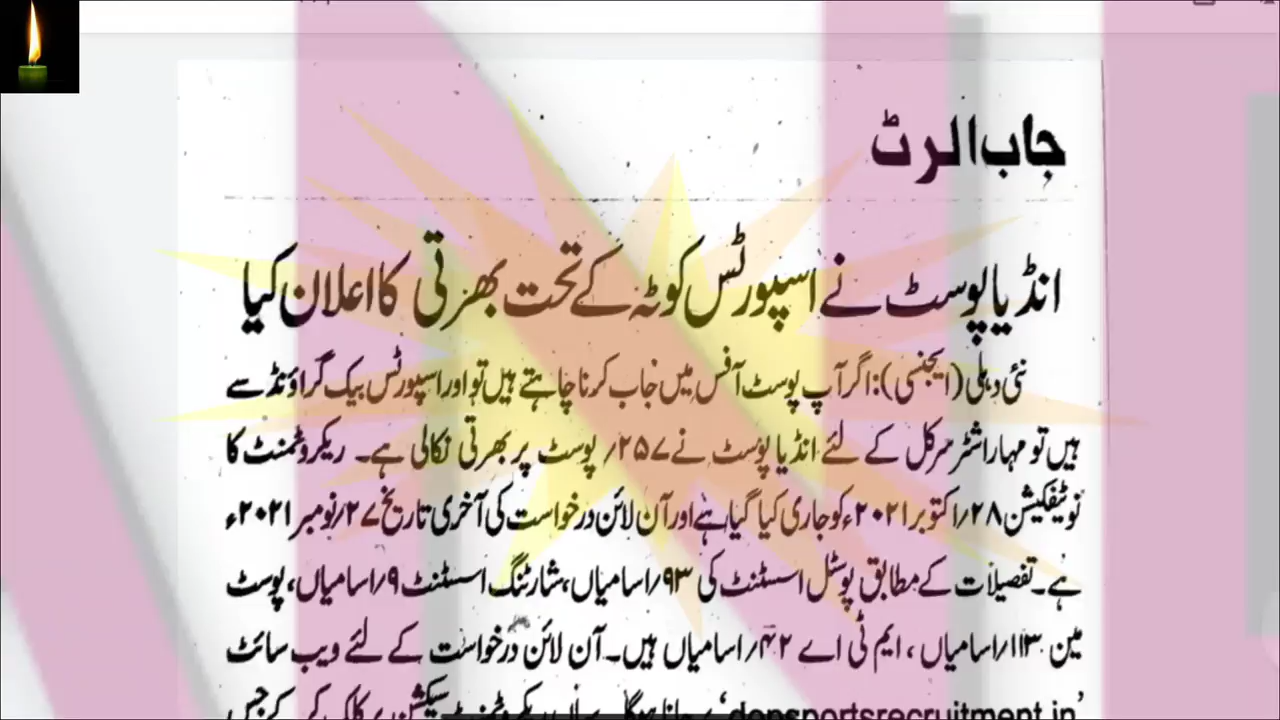 جاب الرٹ
انڈیا پوسٹ نے اسپورٹس کوٹہ کے تحت بھرتی کا اعلان کیا
نئی دہلی (ایجنسی): اگر آپ پوسٹ آفس میں جاب کرنا چاہتے ہیں تو اور اسپورٹس بیک گراؤنڈ سے
ہیں تو مہاراشٹر سرکل کے لئے انڈیا پوسٹ نے ۲۵۷/ پوسٹ پر بھرتی نکالی ہے۔ ریکروٹمنٹ کا
نوٹیفکیشن ۲۸/اکتوبر ۲۰۲۱ء کو جاری کیا گیا ہے اور آن لائن درخواست کی آخری تاریخ ۲۷/نومبر ۲۰۲۱ء
ہے۔ تفصیلات کے مطابق پوسٹل اسسٹنٹ کی ۹۳/اسامیاں، شارٹنگ اسسٹنٹ ۹/اسامیاں، پوسٹ
مین ۱۱۳/اسامیاں، ایم ٹی اے ۴۲/اسامیاں ہیں۔ آن لائن درخواست کے لئے ویب سائٹ
'dopsportsrecruitment.in' پر جانا ہوگا۔